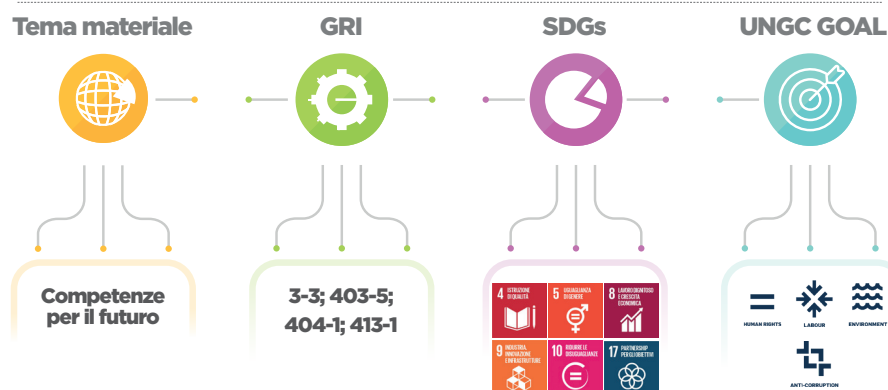 Tema materiale
GRI
SDGs
UNGC GOAL
Competenze
per il futuro
3-3; 403-5;
404-1; 413-1
4 ISTRUZIONE
DI QUALITÀ
5 UGUAGLIANZA
DI GENERE
8 LAVORO DIGNITOSO
E CRESCITA
ECONOMICA
9 INDUSTRIA,
INNOVAZIONE
E INFRASTRUTTURE
10 RIDURRE LE
DISUGUAGLIANZE
17 PARTNERSHIP
PER GLI OBIETTIVI
HUMAN RIGHTS
LABOUR
ENVIRONMENT
ANTI-CORRUPTION